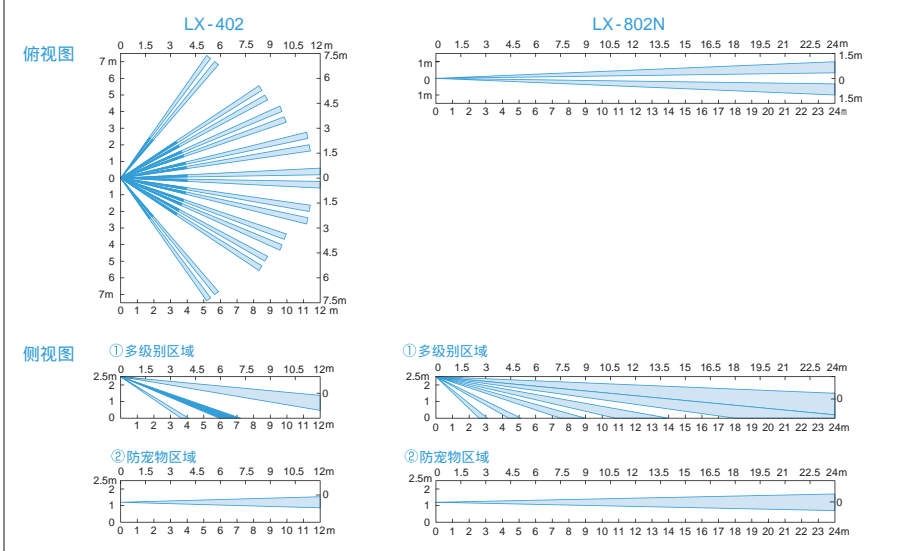 LX-402
LX-802N
俯视图
0 1.5 3 4.5 6 7.5 9 10.5 12m
7m 6 5 4 3 2 1 0 1 2 3 4 5 6 7m
7.5m 6 4.5 3 1.5 0 1.5 3 4.5 6 7.5m
0 1 2 3 4 5 6 7 8 9 10 11 12 m
0 1.5 3 4.5 6 7.5 9 10.5 12 13.5 15 16.5 18 19.5 21 22.5 24m
1m 0 1m
1.5m 0 1.5m
0 1 2 3 4 5 6 7 8 9 10 11 12 13 14 15 16 17 18 19 20 21 22 23 24m
侧视图
①多级别区域
0 1.5 3 4.5 6 7.5 9 10.5 12m
2.5m 2 1 0
0
1 2 3 4 5 6 7 8 9 10 11 12m
①多级别区域
0 1.5 3 4.5 6 7.5 9 10.5 12 13.5 15 16.5 18 19.5 21 22.5 24m
2.5m 2 1 0
0
0 1 2 3 4 5 6 7 8 9 10 11 12 13 14 15 16 17 18 19 20 21 22 23 24m
②防宠物区域
0 1.5 3 4.5 6 7.5 9 10.5 12m
2.5m 2 1 0
0
0 1 2 3 4 5 6 7 8 9 10 11 12m
②防宠物区域
0 1.5 3 4.5 6 7.5 9 10.5 12 13.5 15 16.5 18 19.5 21 22.5 24m
2.5m 2 1 0
0
0 1 2 3 4 5 6 7 8 9 10 11 12 13 14 15 16 17 18 19 20 21 22 23 24m